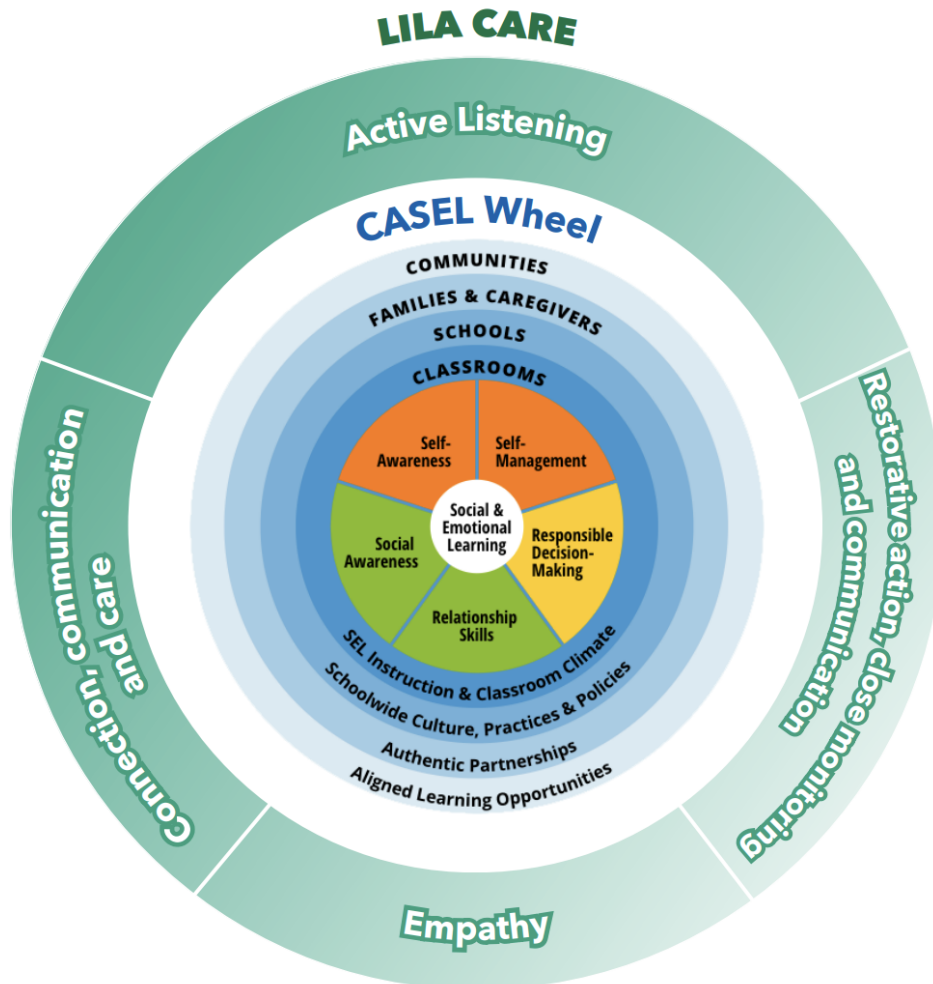 LILA CARE
Active Listening
CASEL Wheel
COMMUNITIES
FAMILIES & CAREGIVERS
SCHOOLS
CLASSROOMS
Self-
Awareness
Self-
Management
Social &
Emotional
Learning
Social
Awareness
Responsible
Decision-
Making
Relationship
Skills
SEL Instruction & Classroom Climate
Schoolwide Culture, Practices & Policies
Authentic Partnerships
Aligned Learning Opportunities
Connection, communication
and care
Restorative action, close monitoring
and communication
Empathy